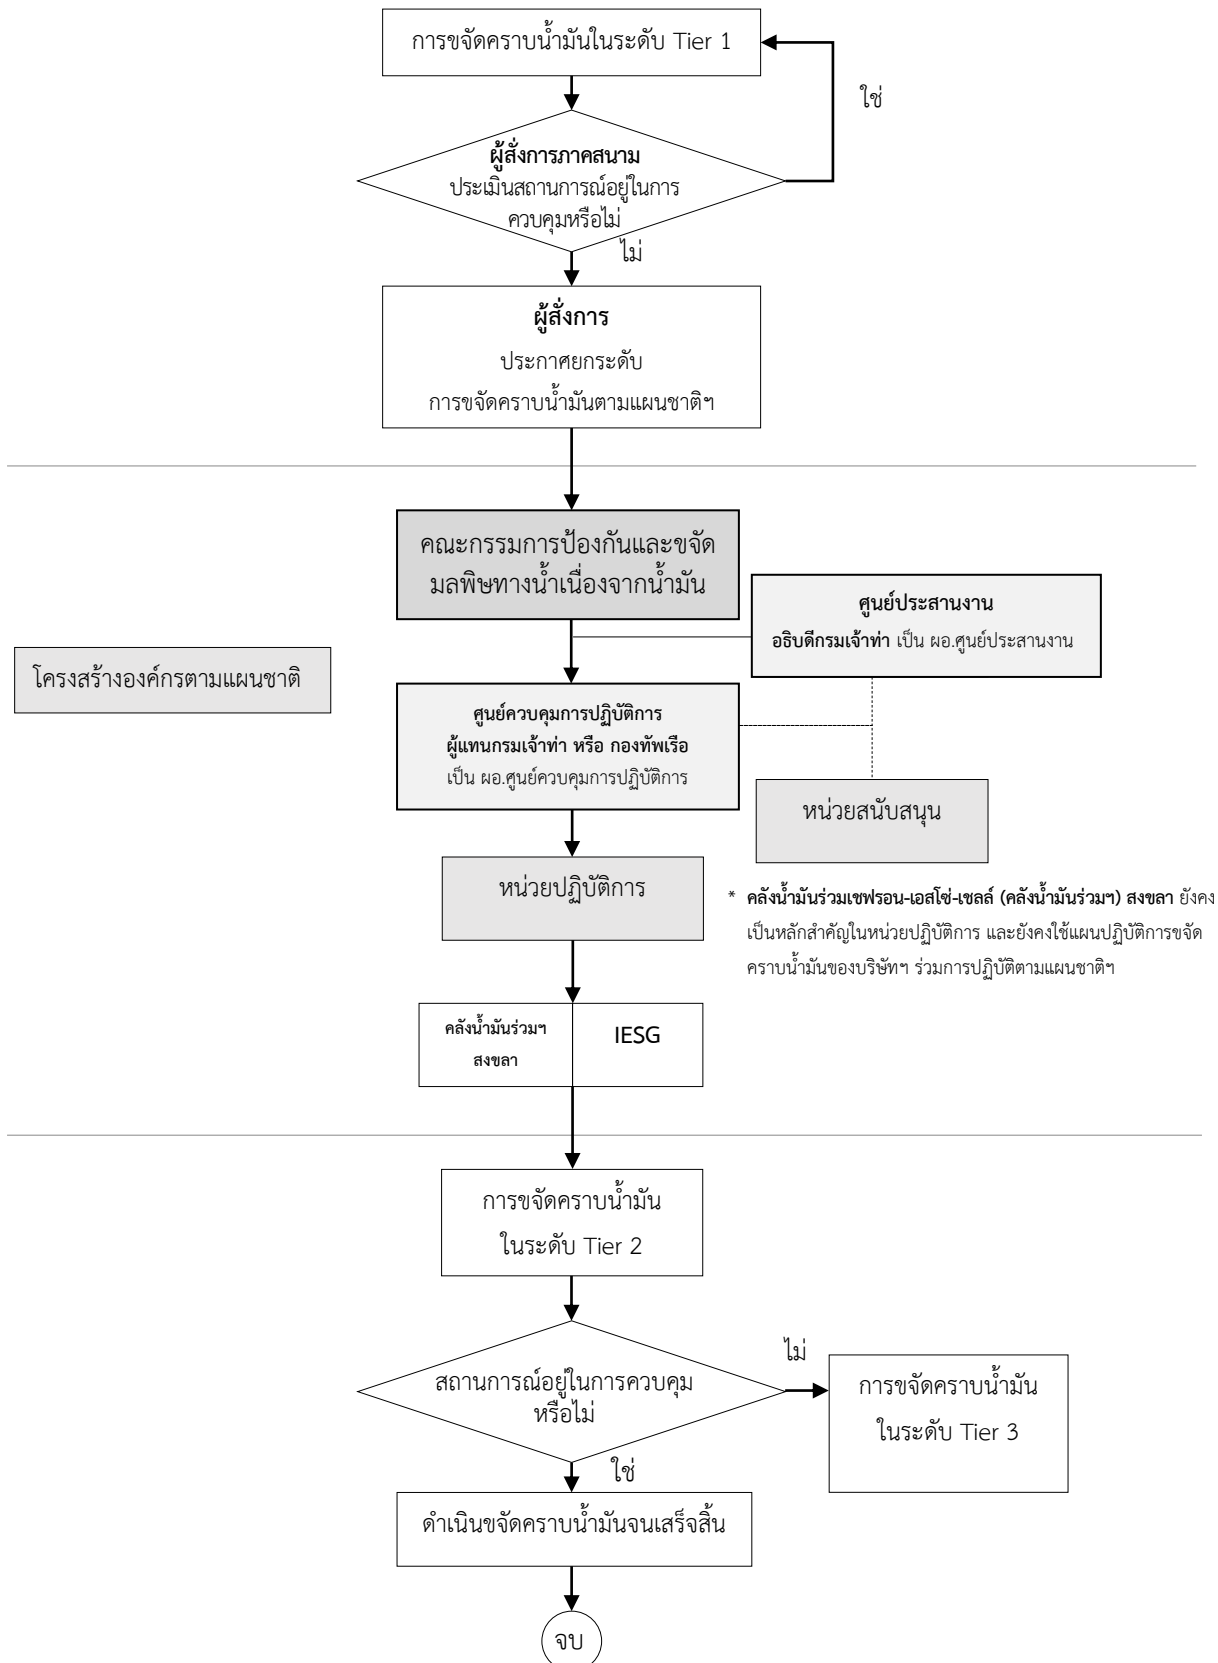 การขจัดคราบน้ำมันในระดับ Tier 1
ใช่
ผู้สั่งการภาคสนาม
ประเมินสถานการณ์อยู่ในการ
ควบคุมหรือไม่
ไม่
ผู้สั่งการ
ประกาศยกระดับ
การขจัดคราบน้ำมันตามแผนชาติฯ
คณะกรรมการป้องกันและขจัด
มลพิษทางน้ำเนื่องจากน้ำมัน
ศูนย์ประสานงาน
อธิบดีกรมเจ้าท่า เป็น ผอ.ศูนย์ประสานงาน
โครงสร้างองค์กรตามแผนชาติ
ศูนย์ควบคุมการปฏิบัติการ
ผู้แทนกรมเจ้าท่า หรือ กองทัพเรือ
เป็น ผอ.ศูนย์ควบคุมการปฏิบัติการ
หน่วยสนับสนุน
หน่วยปฏิบัติการ
* คลังน้ำมันร่วมเชฟรอน-เอสโซ่-เชลล์ (คลังน้ำมันร่วมฯ) สงขลา ยังคง
เป็นหลักสำคัญในหน่วยปฏิบัติการ และยังคงใช้แผนปฏิบัติการขจัด
คราบน้ำมันของบริษัทฯ ร่วมการปฏิบัติตามแผนชาติฯ
คลังน้ำมันร่วมฯ
สงขลา
IESG
การขจัดคราบน้ำมัน
ในระดับ Tier 2
สถานการณ์อยู่ในการควบคุม
หรือไม่
ไม่
การขจัดคราบน้ำมัน
ในระดับ Tier 3
ใช่
ดำเนินขจัดคราบน้ำมันจนเสร็จสิ้น
จบ